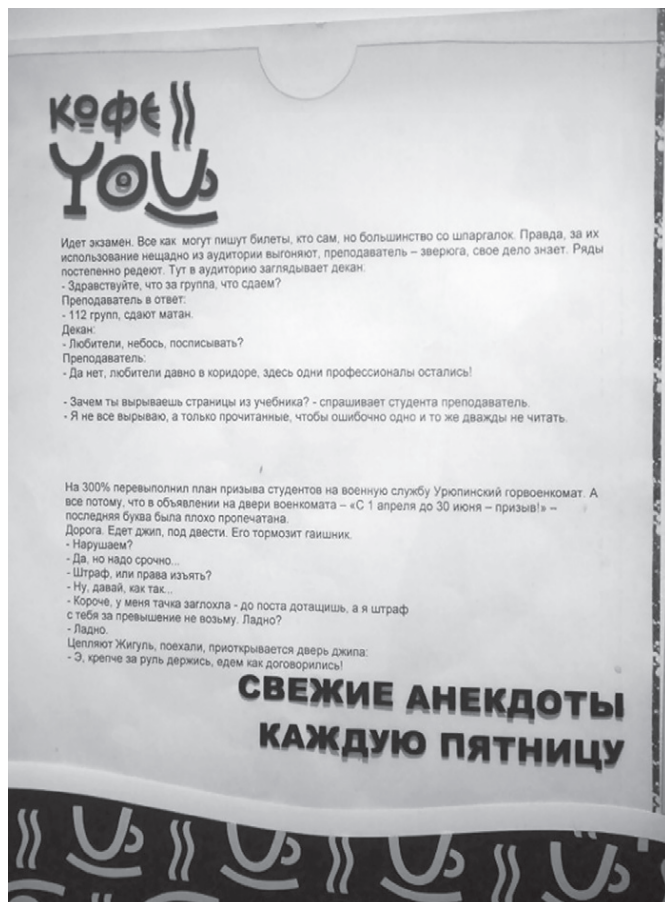 кофе
YOU
Идет экзамен. Все как могут пишут билеты, кто сам, но большинство со шпаргалок. Правда, за их
использование нещадно из аудитории выгоняют, преподаватель – зверюга, свое дело знает. Ряды
постепенно редеют. Тут в аудиторию заглядывает декан.
- Здравствуйте, что за группа, что сдаем?
Преподаватель в ответ:
- 112 групп, сдают матан.
Декан:
- Любители, небось, посписывать?
Преподаватель:
- Да нет, любители давно в коридоре, здесь одни профессионалы остались!
- Зачем ты вырываешь страницы из учебника? - спрашивает студента преподаватель.
- Я не все вырываю, а только прочитанные, чтобы ошибочно одно и то же дважды не читать.
На 300% перевыполнил план призыва студентов на военную службу Урюпинский горвоенкомат. А
все потому, что в объявлении на двери военкомата – «С 1 апреля до 30 июня – призыв!» –
последняя буква была плохо пропечатана.
Дорога. Едет джип, под двести. Его тормозит гаишник.
- Нарушаем?
- Да, но надо срочно...
- Штраф, или права изъять?
- Ну, давай, как так...
- Короче, у меня тачка заглохла - до поста дотащишь, а я штраф
с тебя за превышение не возьму. Ладно?
- Ладно.
Цепляют Жигуль, поехали, приоткрывается дверь джипа:
- Э, крепче за руль держись, едем как договорились!
СВЕЖИЕ АНЕКДОТЫ
КАЖДУЮ ПЯТНИЦУ